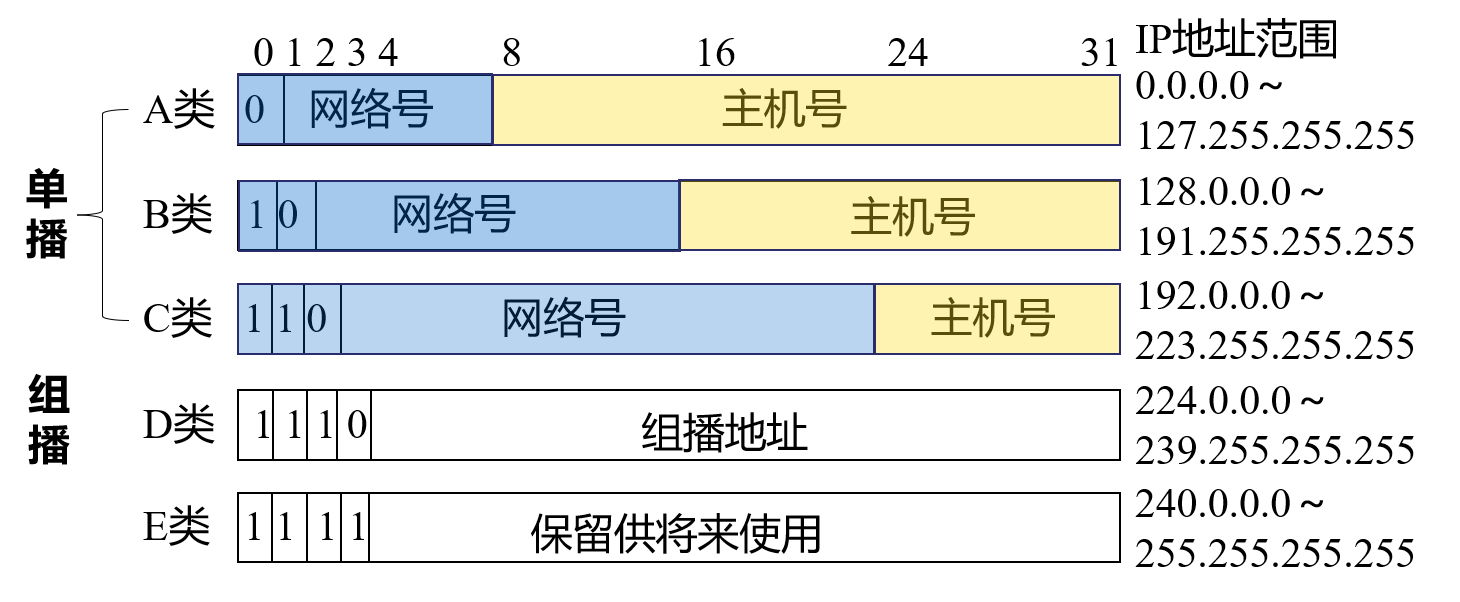 0 1 2 3 4 8 16 24 31 IP地址范围
单播
A类 0 网络号 主机号 0.0.0.0～
127.255.255.255
B类 1 0 网络号 主机号 128.0.0.0～
191.255.255.255
C类 1 1 0 网络号 主机号 192.0.0.0～
223.255.255.255
组播
D类 1 1 1 0 组播地址 224.0.0.0～
239.255.255.255
E类 1 1 1 1 保留供将来使用 240.0.0.0～
255.255.255.255